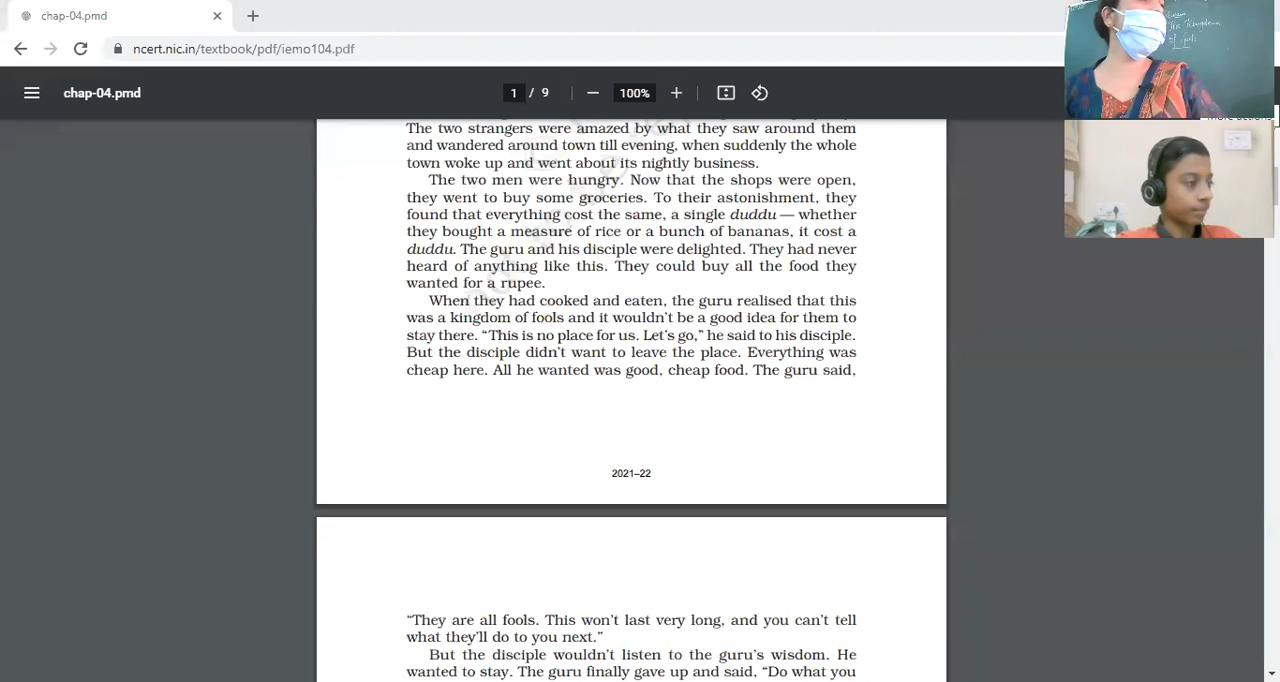 chap-04.pmd
ncert.nic.in/textbook/pdf/iemo104.pdf
chap-04.pmd
1 / 9
100%
The Kingdom
of fools
The two strangers were amazed by what they saw around them
and wandered around town till evening, when suddenly the whole
town woke up and went about its nightly business.
The two men were hungry. Now that the shops were open,
they went to buy some groceries. To their astonishment, they
found that everything cost the same, a single duddu — whether
they bought a measure of rice or a bunch of bananas, it cost a
duddu. The guru and his disciple were delighted. They had never
heard of anything like this. They could buy all the food they
wanted for a rupee.
When they had cooked and eaten, the guru realised that this
was a kingdom of fools and it wouldn't be a good idea for them to
stay there. “This is no place for us. Let's go,” he said to his disciple.
But the disciple didn't want to leave the place. Everything was
cheap here. All he wanted was good, cheap food. The guru said,
2021–22
“They are all fools. This won't last very long, and you can't tell
what they'll do to you next.”
But the disciple wouldn't listen to the guru's wisdom. He
wanted to stay. The guru finally gave up and said, “Do what you